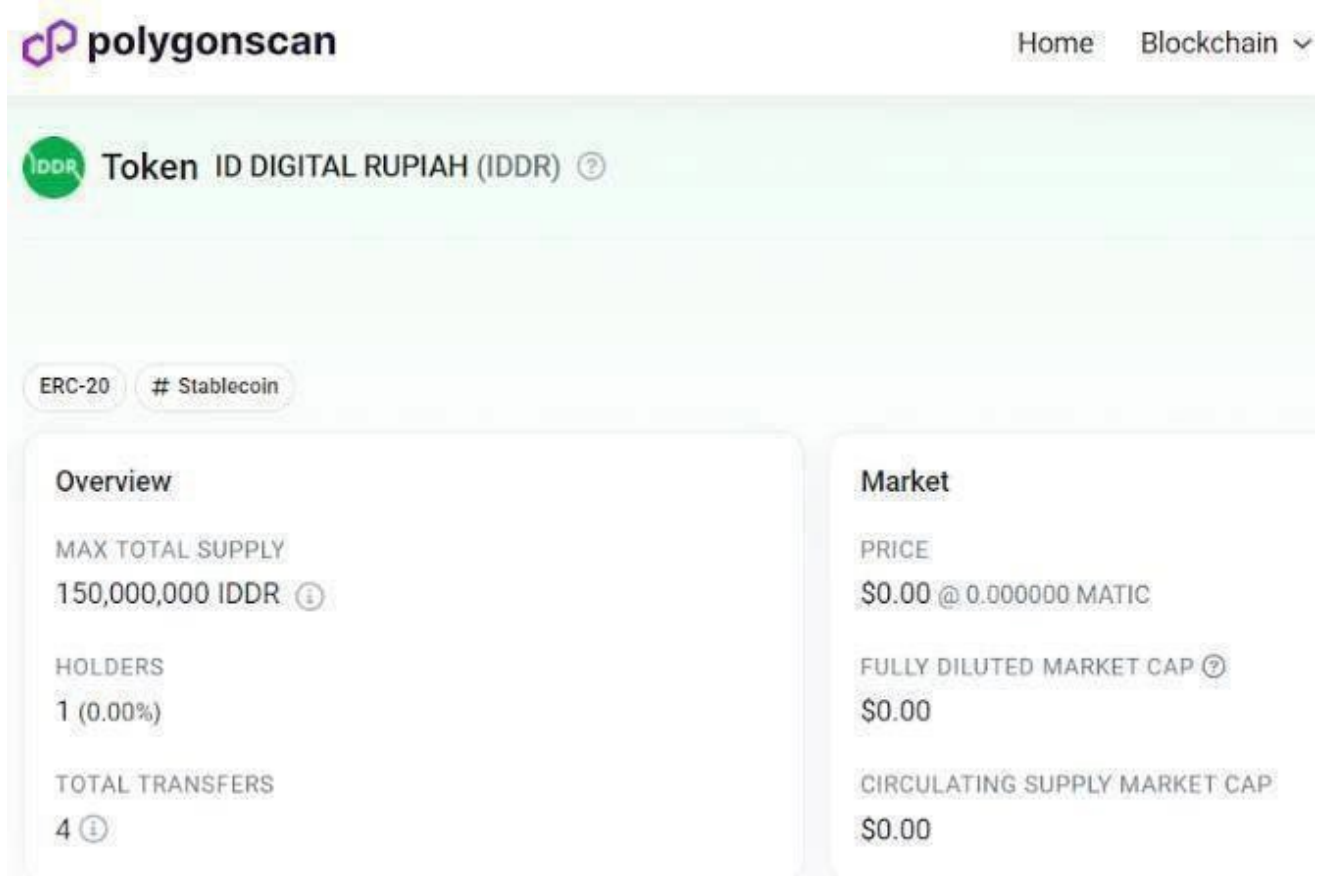 polygonscan
Home Blockchain
IDDR Token ID DIGITAL RUPIAH (IDDR)
ERC-20 # Stablecoin
Overview
MAX TOTAL SUPPLY
150,000,000 IDDR
HOLDERS
1 (0.00%)
TOTAL TRANSFERS
4
Market
PRICE
$0.00 @ 0.000000 MATIC
FULLY DILUTED MARKET CAP
$0.00
CIRCULATING SUPPLY MARKET CAP
$0.00